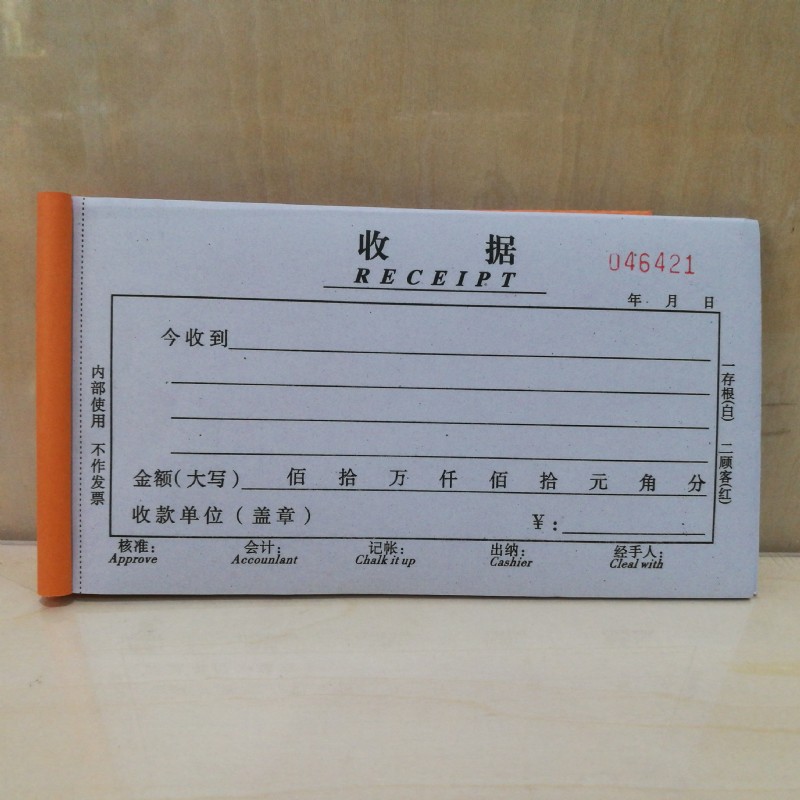 收 据
RECEIPT
046421
年 月 日
今收到
金额(大写) 佰 拾 万 仟 佰 拾 元 角 分
收款单位(盖章) ¥:
核准: 会计: 记帐: 出纳: 经手人:
Approve Accounlant Chalk it up Cashier Cleal with
内部使用 不作发票
一存根(白) 二顾客(红)